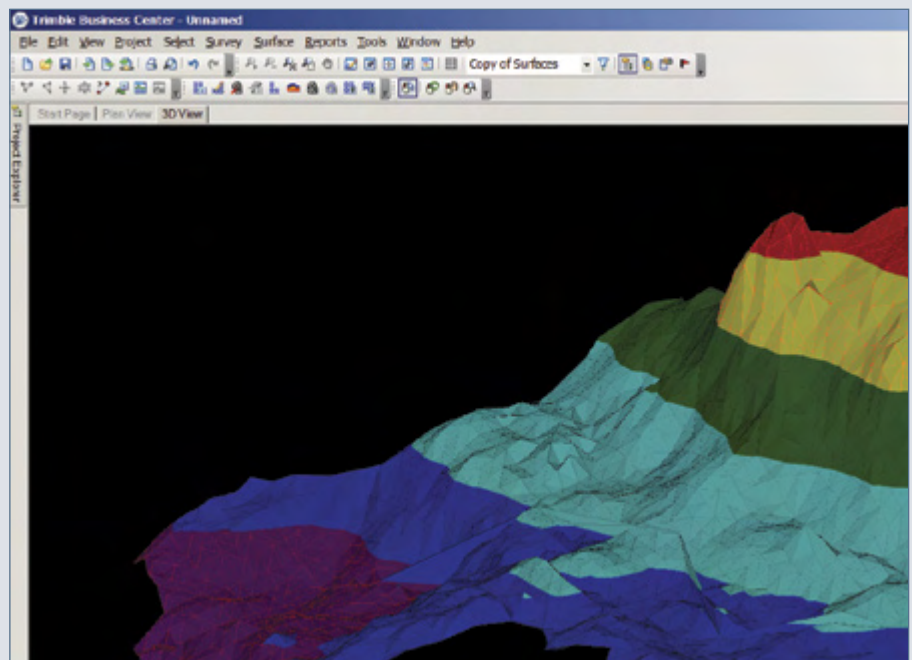 Trimble Business Center - Unnamed
File Edit View Project Select Survey Surface Reports Tools Window Help
Copy of Surfaces
Start Page Plan View 3D View
Project Explorer